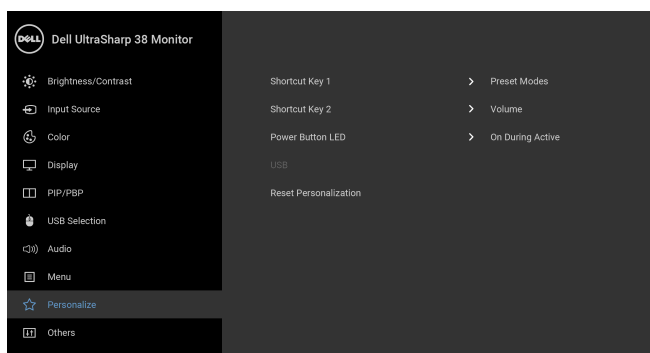 DELL Dell UltraSharp 38 Monitor
Brightness/Contrast Shortcut Key 1 Preset Modes
Input Source Shortcut Key 2 Volume
Color Power Button LED On During Active
Display USB
PIP/PBP Reset Personalization
USB Selection
Audio
Menu
Personalize
Others